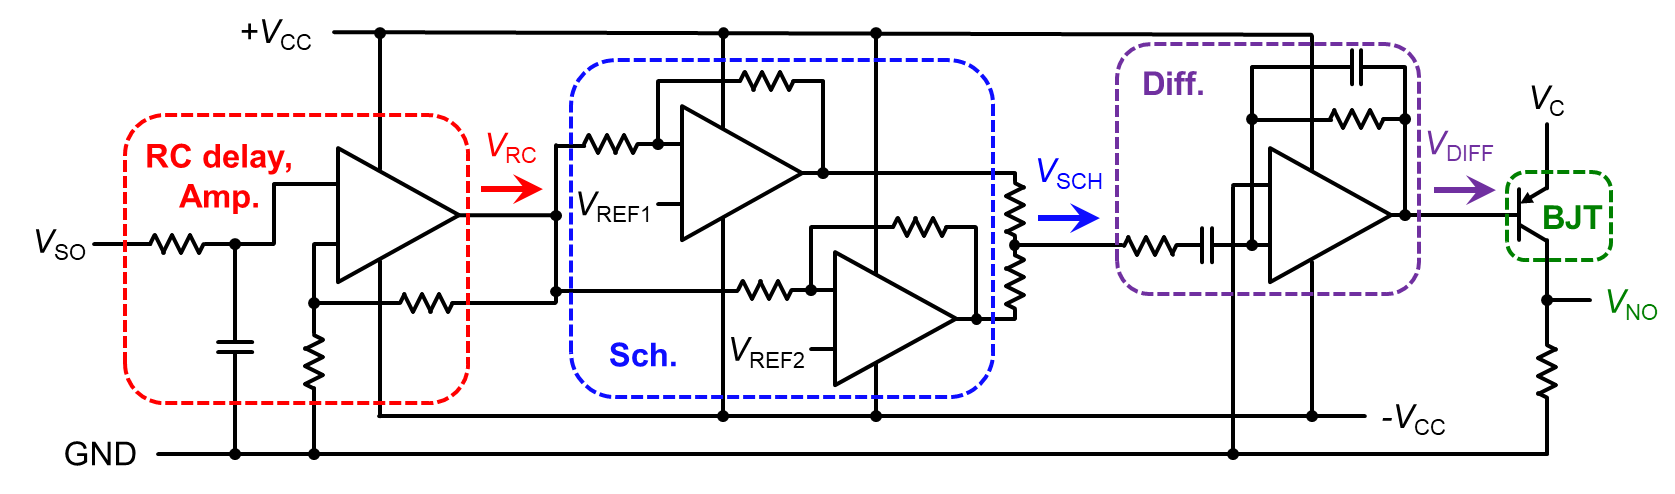 +VCC
RC delay,
Amp.
VSO
GND
VRC
VREF1
VREF2
Sch.
VSCH
Diff.
VDIFF
-VCC
VC
BJT
VNO